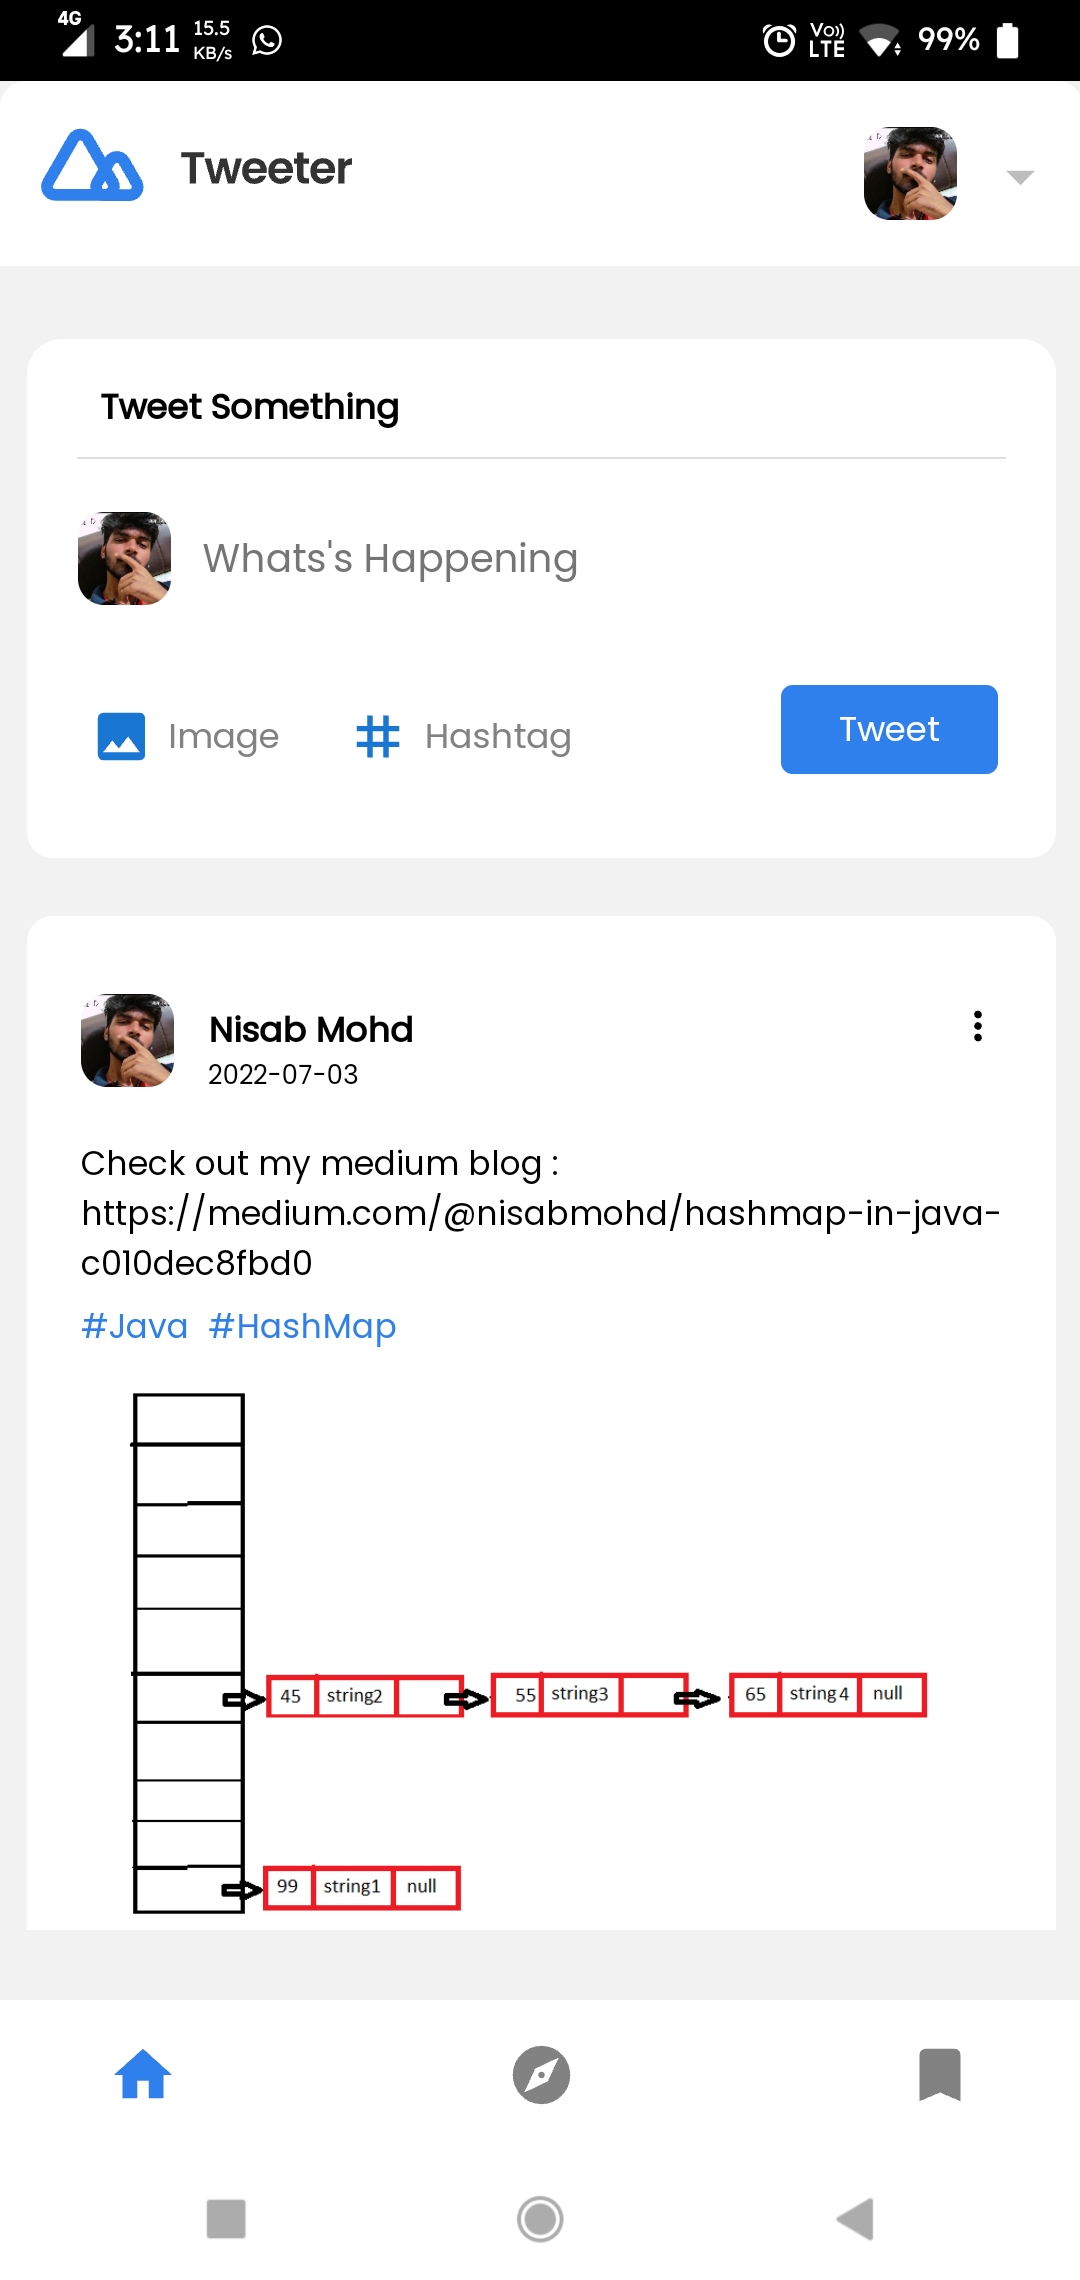 4G 3:11 15.5 KB/s Vo)) LTE 99%
Tweeter
Tweet Something
Whats's Happening
Image Hashtag Tweet
Nisab Mohd
2022-07-03
Check out my medium blog :
https://medium.com/@nisabmohd/hashmap-in-java-
c010dec8fbd0
#Java #HashMap
45 string2 55 string3 65 string4 null
99 string1 null